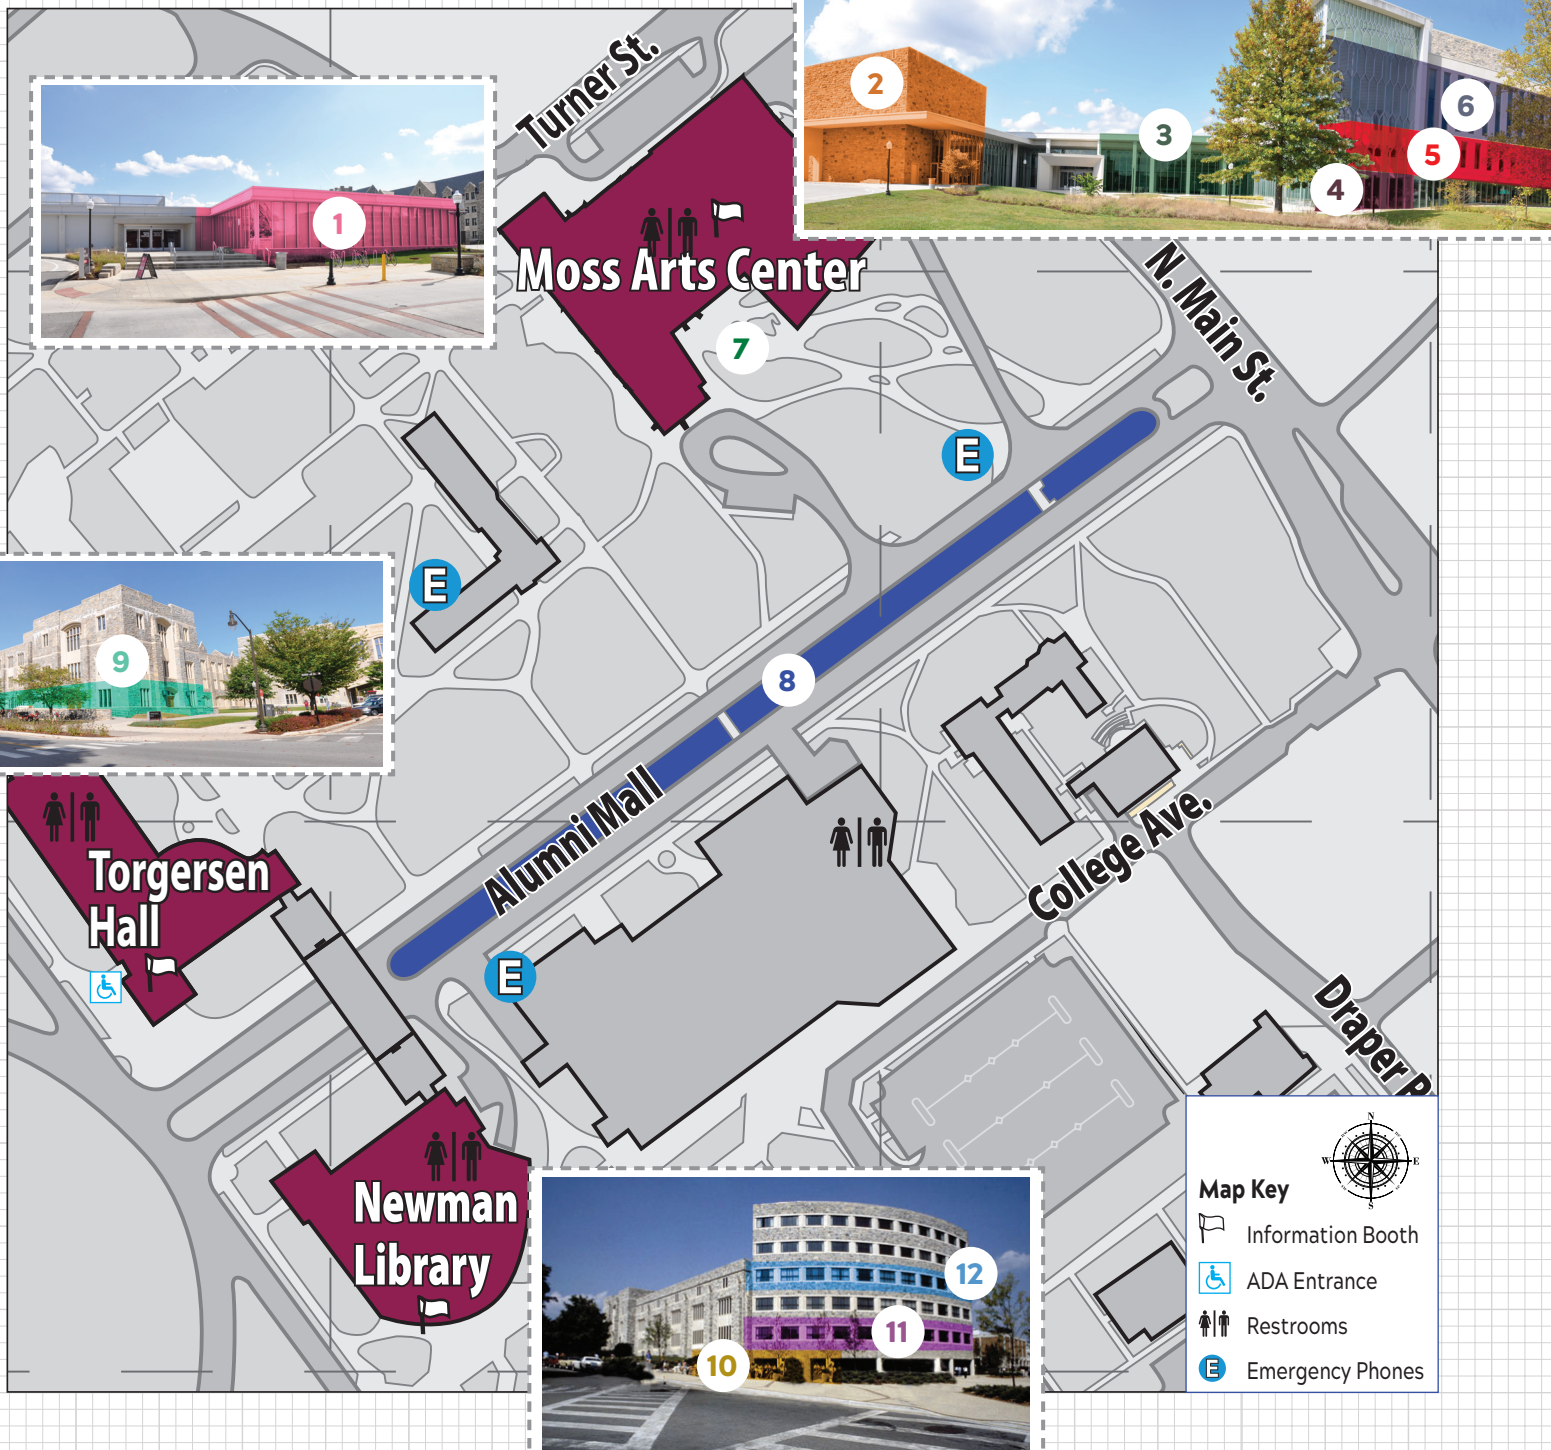 Turner St.
1
2
3
4
5
6
Moss Arts Center
N. Main St.
7
E
E
9
8
Torgersen
Hall
Alumni Mall
College Ave.
E
Draper
Newman
Library
10
11
12
N
W
E
S
Map Key
Information Booth
ADA Entrance
Restrooms
E
Emergency Phones